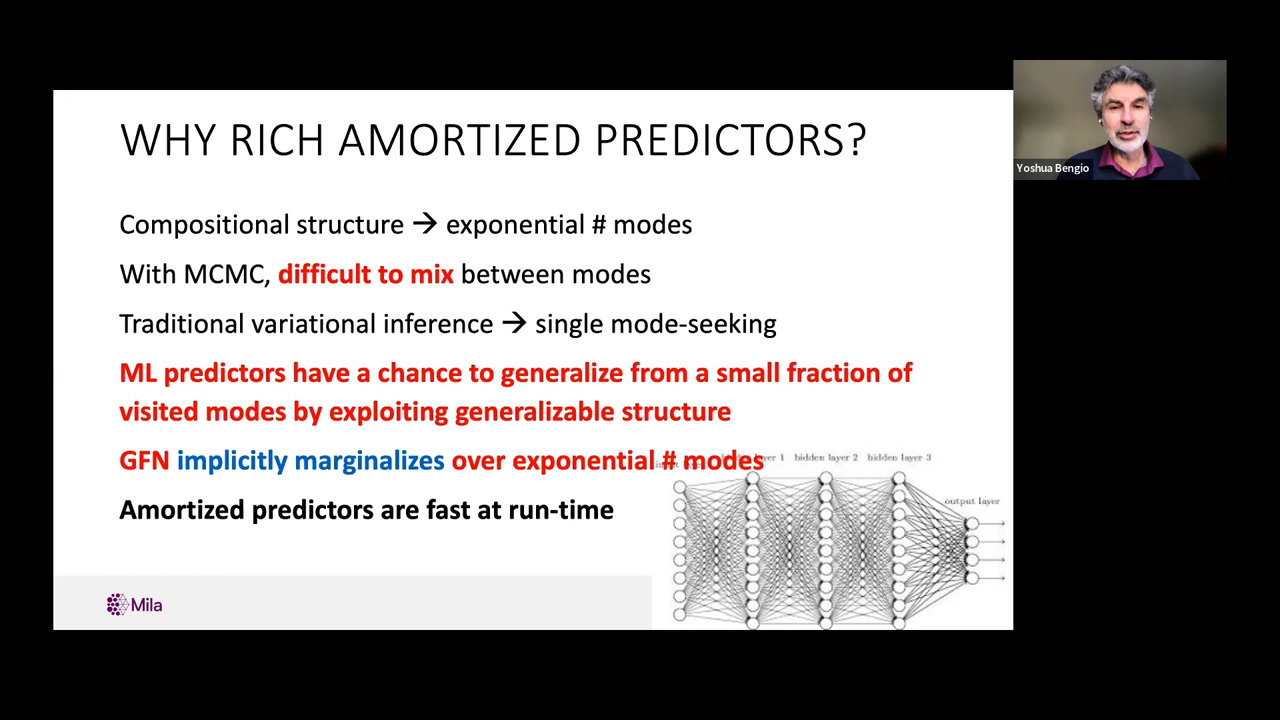 WHY RICH AMORTIZED PREDICTORS?
Yoshua Bengio
Compositional structure → exponential # modes
With MCMC, difficult to mix between modes
Traditional variational inference → single mode-seeking
ML predictors have a chance to generalize from a small fraction of
visited modes by exploiting generalizable structure
GFN implicitly marginalizes over exponential # modes
hidden layer 2 hidden layer 3
output layer
Amortized predictors are fast at run-time
Mila